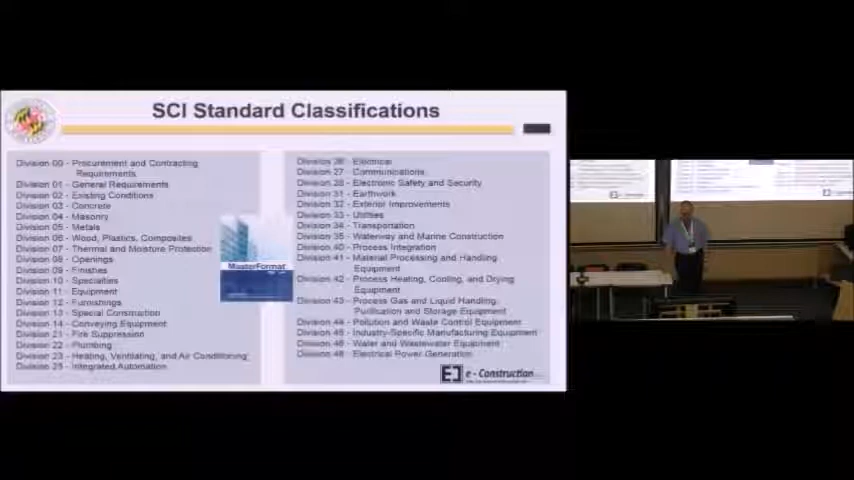 SCI Standard Classifications
Division 00 - Procurement and Contracting
Requirements
Division 01 - General Requirements
Division 02 - Existing Conditions
Division 03 - Concrete
Division 04 - Masonry
Division 05 - Metals
Division 06 - Wood, Plastics, Composites
Division 07 - Thermal and Moisture Protection
Division 08 - Openings
Division 09 - Finishes
Division 10 - Specialties
Division 11 - Equipment
Division 12 - Furnishings
Division 13 - Special Construction
Division 14 - Conveying Equipment
Division 21 - Fire Suppression
Division 22 - Plumbing
Division 23 - Heating, Ventilating, and Air Conditioning
Division 25 - Integrated Automation
MasterFormat
Division 26 - Electrical
Division 27 - Communications
Division 28 - Electronic Safety and Security
Division 31 - Earthwork
Division 32 - Exterior Improvements
Division 33 - Utilities
Division 34 - Transportation
Division 35 - Waterway and Marine Construction
Division 40 - Process Integration
Division 41 - Material Processing and Handling
Equipment
Division 42 - Process Heating, Cooling, and Drying
Equipment
Division 43 - Process Gas and Liquid Handling,
Purification and Storage Equipment
Division 44 - Pollution and Waste Control Equipment
Division 45 - Industry-Specific Manufacturing Equipment
Division 46 - Water and Wastewater Equipment
Division 48 - Electrical Power Generation
e - Construction